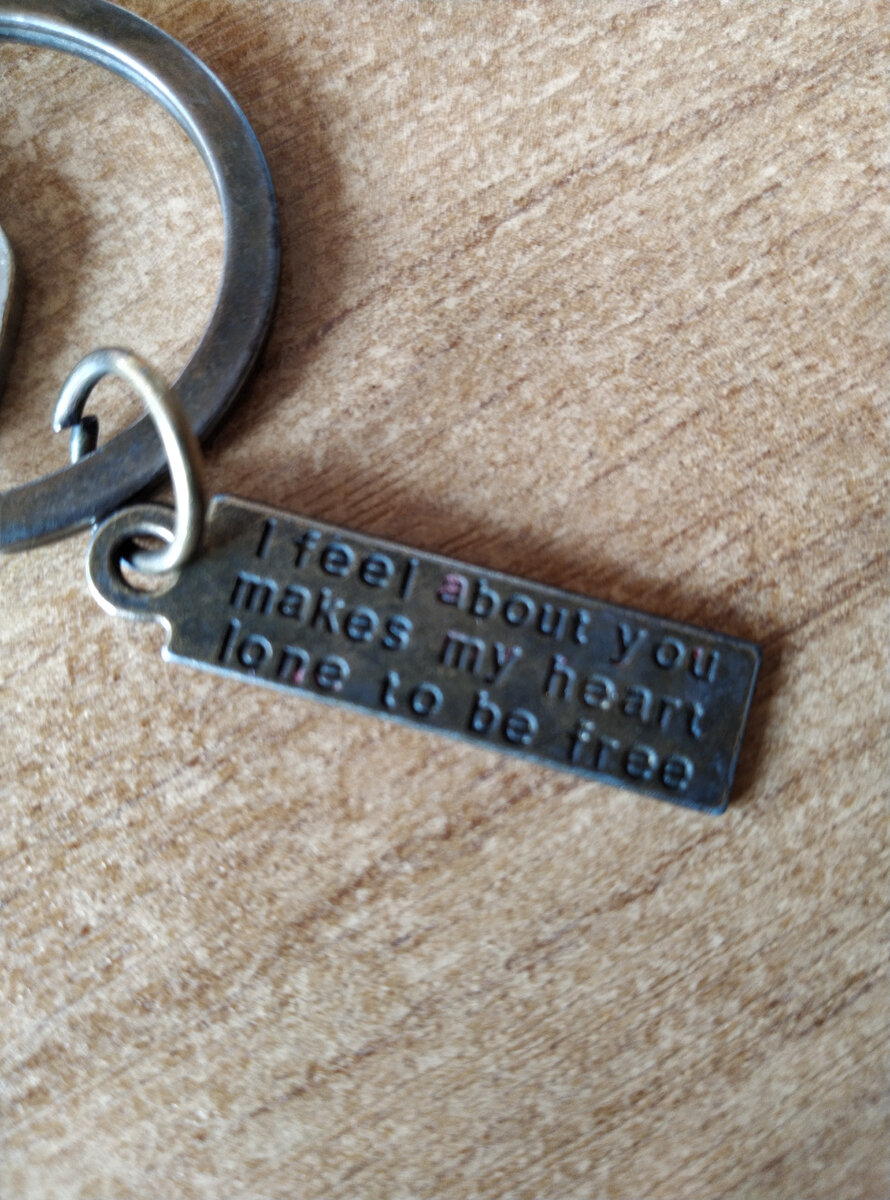 I feel about you
makes my heart
lone to be free